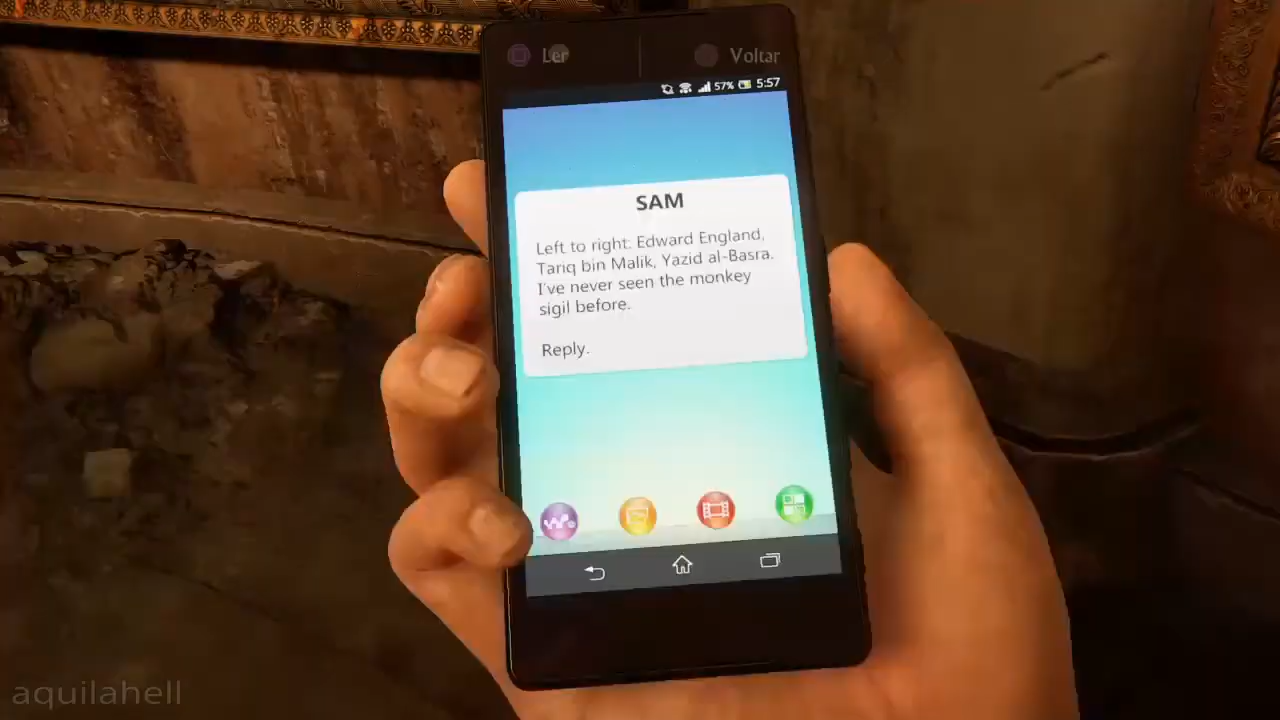 Ler
Voltar
57% 5:57
SAM
Left to right: Edward England,
Tariq bin Malik, Yazid al-Basra.
I've never seen the monkey
sigil before.
Reply.
aquilahell